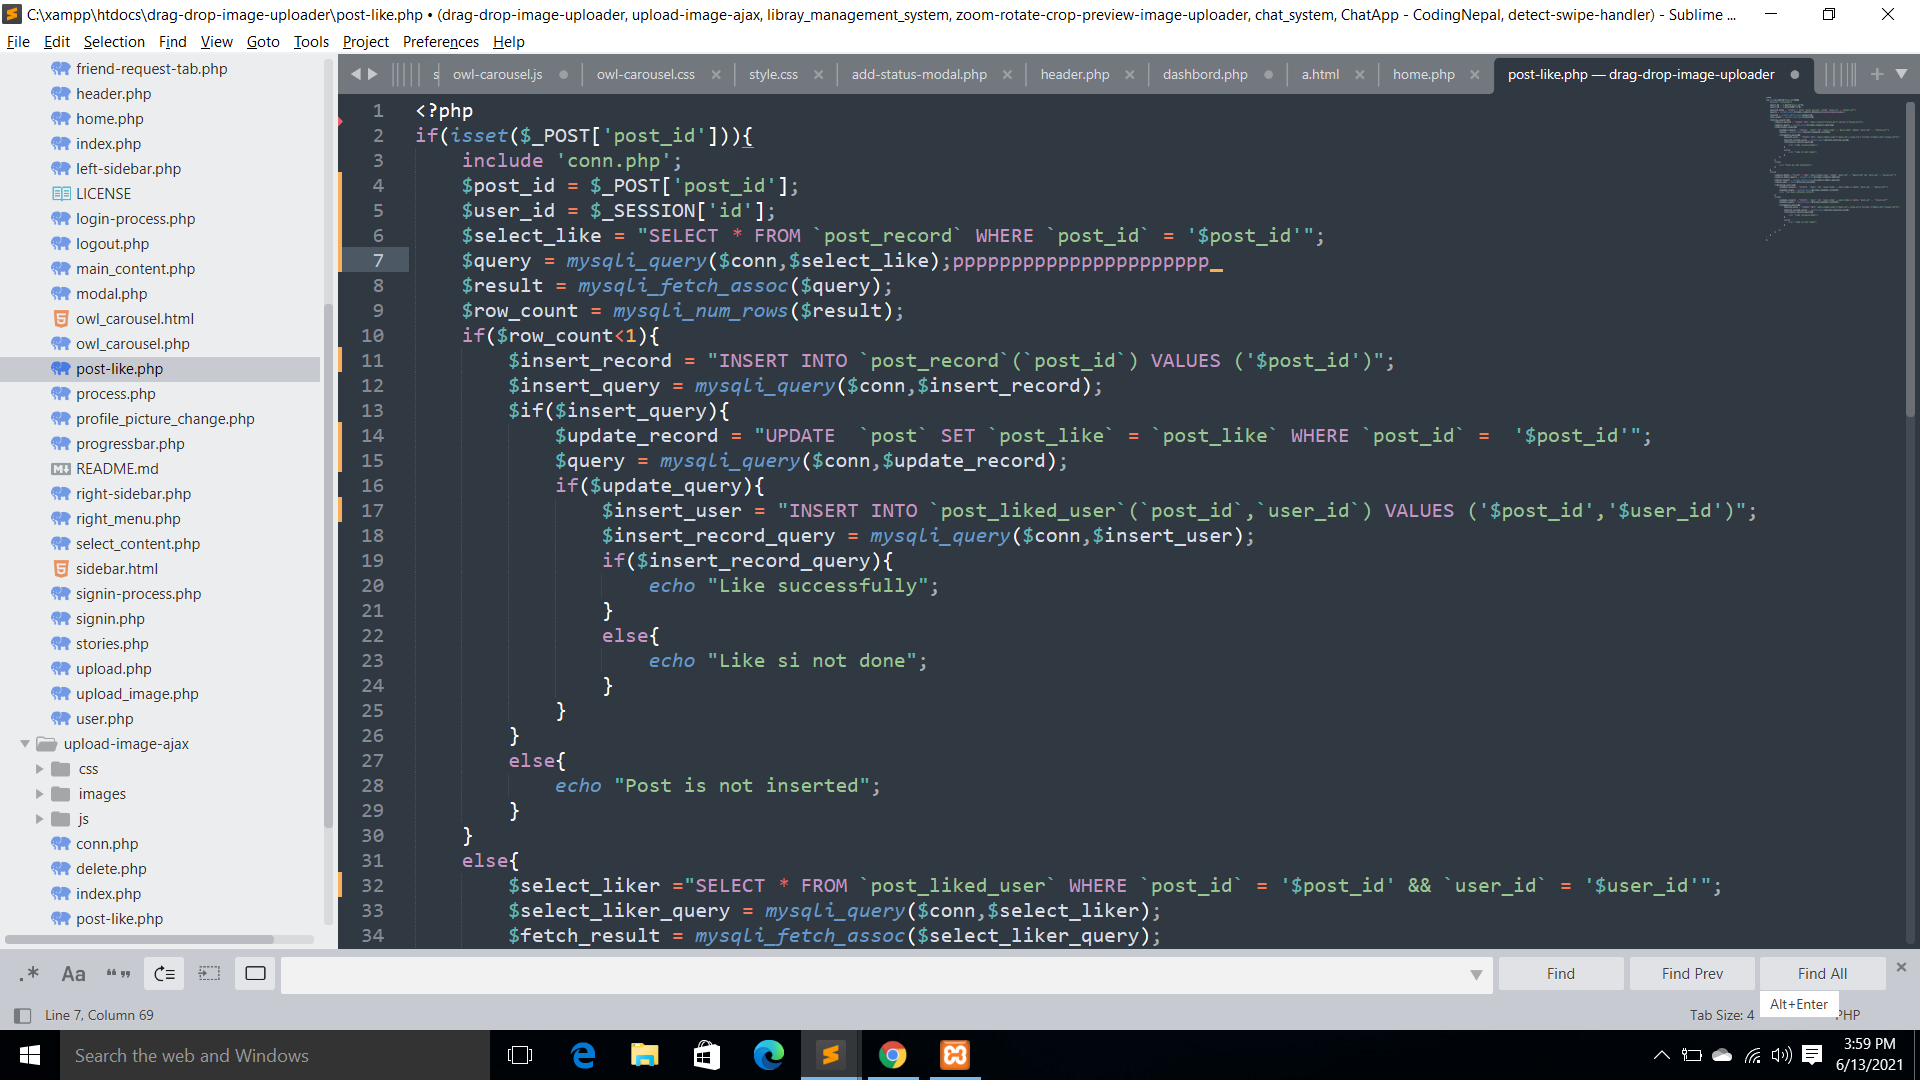 C:\xampp\htdocs\drag-drop-image-uploader\post-like.php • (drag-drop-image-uploader, upload-image-ajax, libray_management_system, zoom-rotate-crop-preview-image-uploader, chat_system, ChatApp - CodingNepal, detect-swipe-handler) - Sublime ...
File Edit Selection Find View Goto Tools Project Preferences Help
s owl-carousel.js owl-carousel.css style.css add-status-modal.php header.php dashbord.php a.html home.php post-like.php — drag-drop-image-uploader
friend-request-tab.php
header.php
home.php
index.php
left-sidebar.php
LICENSE
login-process.php
logout.php
main_content.php
modal.php
owl_carousel.html
owl_carousel.php
post-like.php
process.php
profile_picture_change.php
progressbar.php
README.md
right-sidebar.php
right_menu.php
select_content.php
sidebar.html
signin-process.php
signin.php
stories.php
upload.php
upload_image.php
user.php
upload-image-ajax
css
images
js
conn.php
delete.php
index.php
post-like.php
1 <?php
2 if(isset($_POST['post_id'])){
3 include 'conn.php';
4 $post_id = $_POST['post_id'];
5 $user_id = $_SESSION['id'];
6 $select_like = "SELECT * FROM `post_record` WHERE `post_id` = '$post_id'";
7 $query = mysqli_query($conn,$select_like);pppppppppppppppppppppp
8 $result = mysqli_fetch_assoc($query);
9 $row_count = mysqli_num_rows($result);
10 if($row_count<1){
11 $insert_record = "INSERT INTO `post_record`(`post_id`) VALUES ('$post_id')";
12 $insert_query = mysqli_query($conn,$insert_record);
13 $if($insert_query){
14 $update_record = "UPDATE  `post` SET `post_like` = `post_like` WHERE `post_id` =  '$post_id'";
15 $query = mysqli_query($conn,$update_record);
16 if($update_query){
17 $insert_user = "INSERT INTO `post_liked_user`(`post_id`,`user_id`) VALUES ('$post_id','$user_id')";
18 $insert_record_query = mysqli_query($conn,$insert_user);
19 if($insert_record_query){
20 echo "Like successfully";
21 }
22 else{
23 echo "Like si not done";
24 }
25 }
26 }
27 else{
28 echo "Post is not inserted";
29 }
30 }
31 else{
32 $select_liker ="SELECT * FROM `post_liked_user` WHERE `post_id` = '$post_id' && `user_id` = '$user_id'";
33 $select_liker_query = mysqli_query($conn,$select_liker);
34 $fetch_result = mysqli_fetch_assoc($select_liker_query);
.* Aa “” Find Find Prev Find All
Alt+Enter
Line 7, Column 69 Tab Size: 4 PHP
Search the web and Windows
3:59 PM
6/13/2021